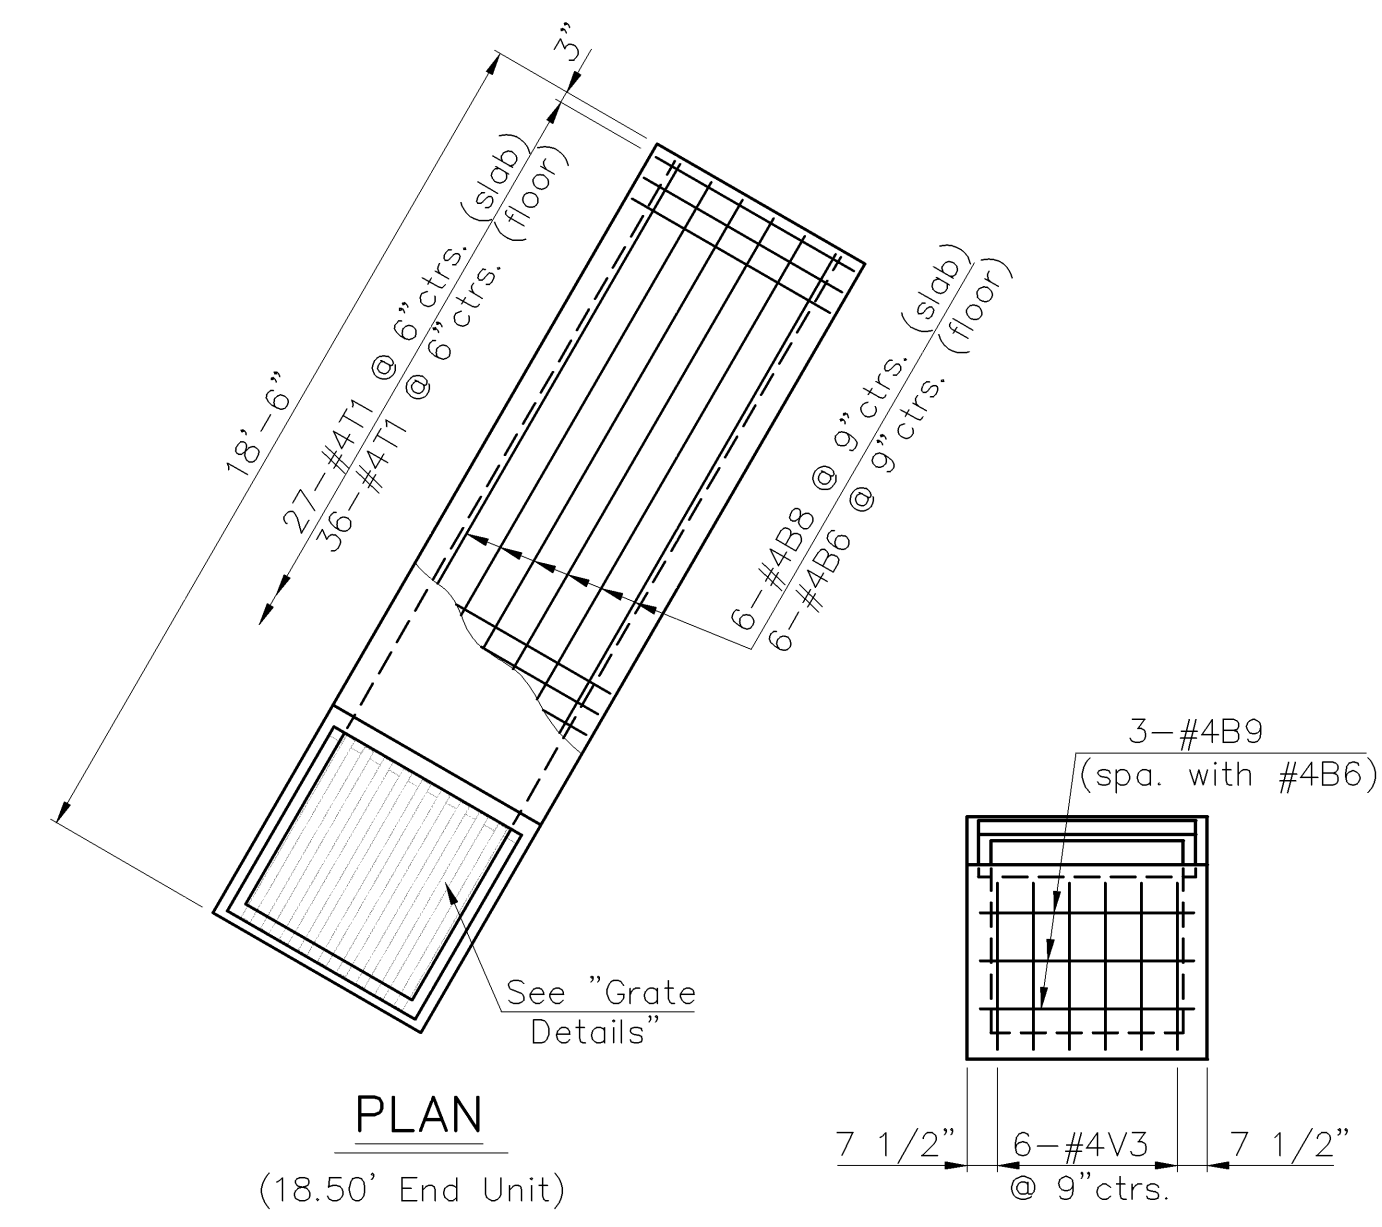 3”
18'-6”
27-#4T1 @ 6” ctrs. (slab)
36-#4T1 @ 6” ctrs. (floor)
6-#4B8 @ 9” ctrs. (slab)
6-#4B6 @ 9” ctrs. (floor)
3-#4B9
(spa. with #4B6)
See ”Grate
Details”
PLAN
(18.50' End Unit)
7 1/2” 6-#4V3 7 1/2”
@ 9”ctrs.